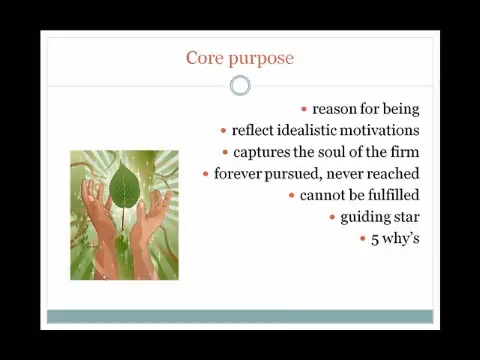 Core purpose
• reason for being
• reflect idealistic motivations
• captures the soul of the firm
• forever pursued, never reached
• cannot be fulfilled
• guiding star
• 5 why's